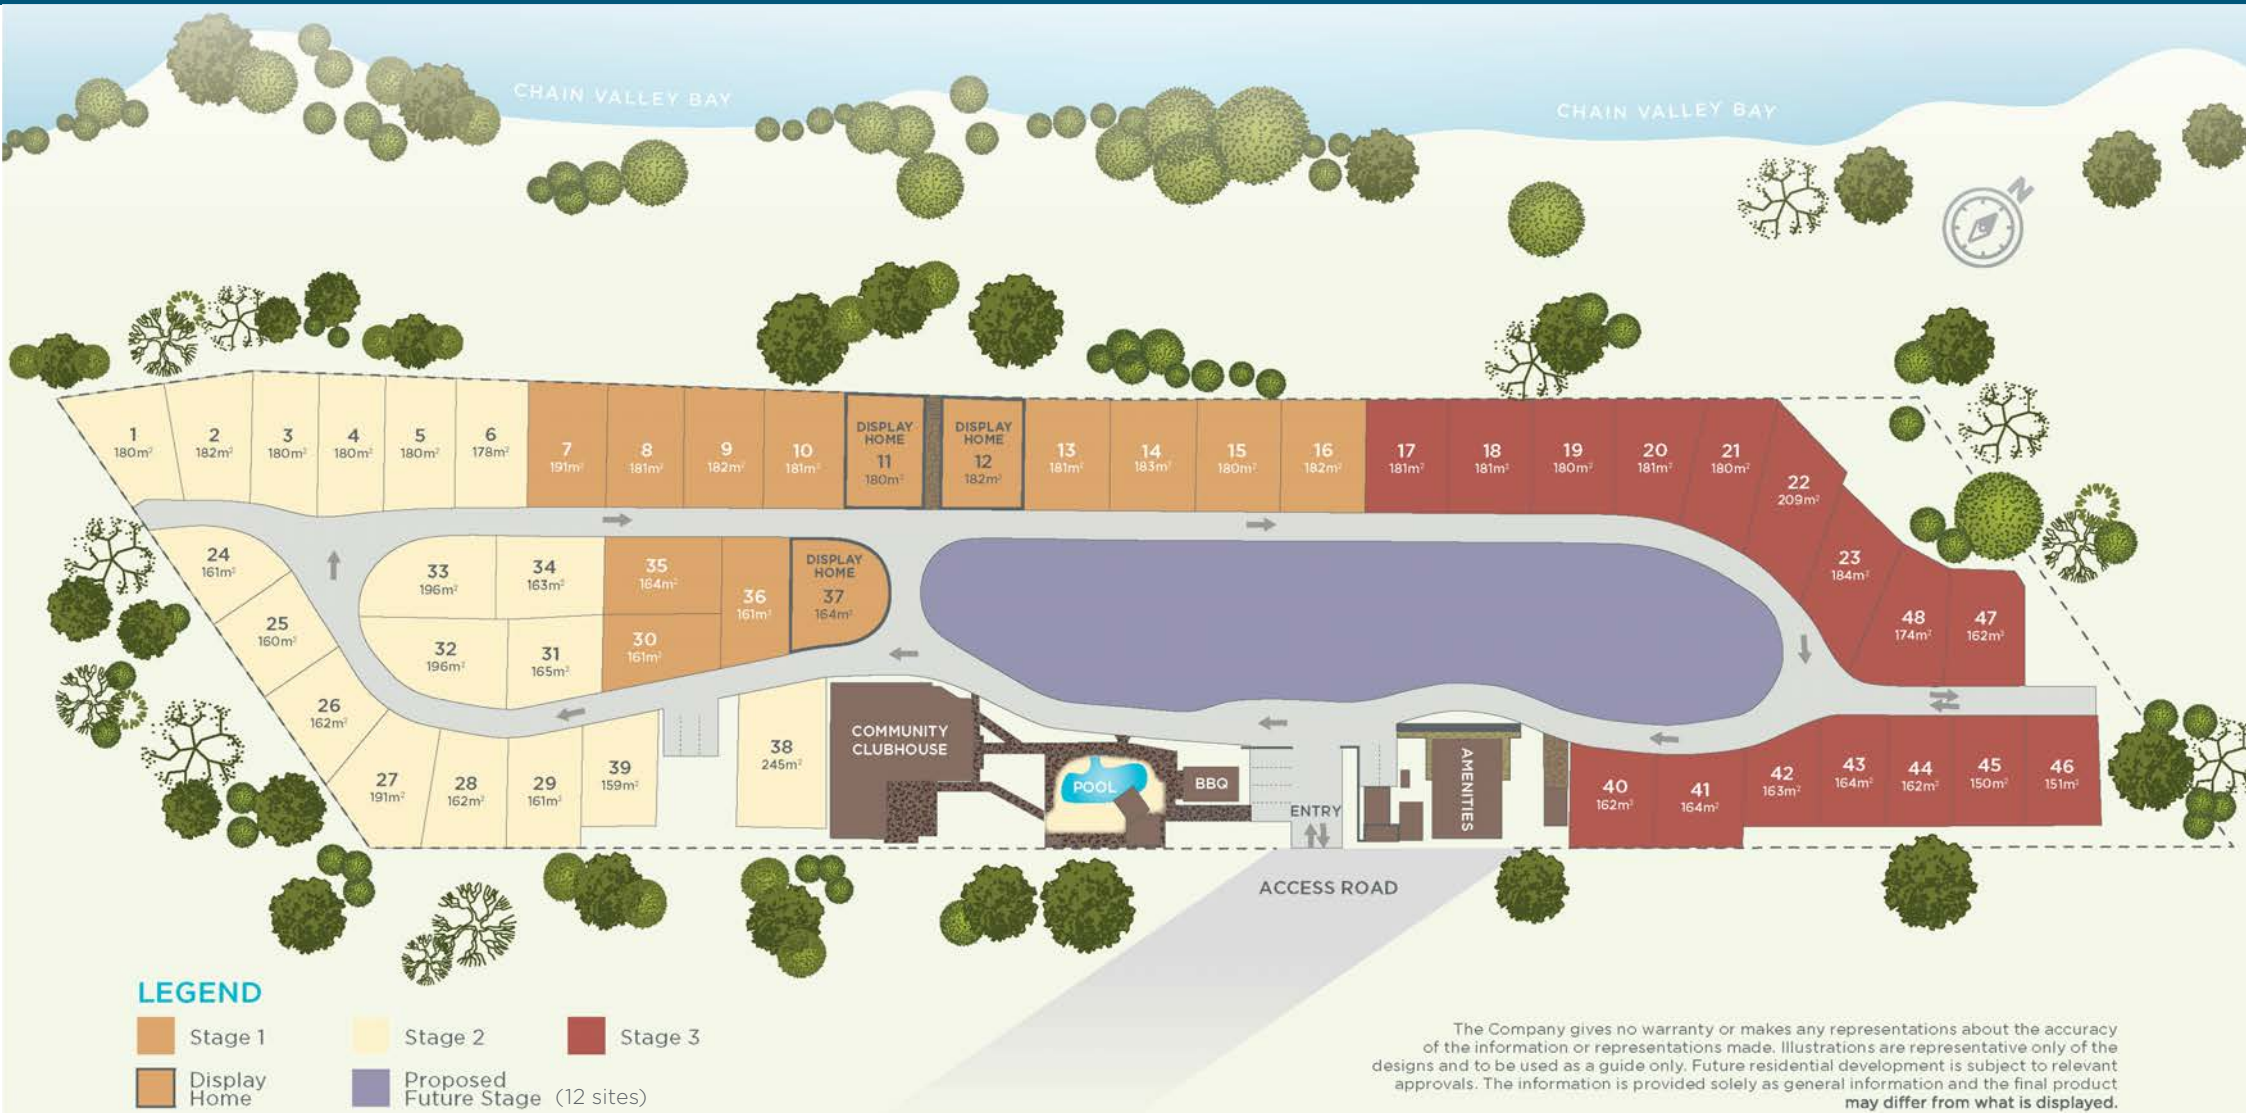 CHAIN VALLEY BAY
CHAIN VALLEY BAY
N
1
180m²
2
182m²
3
180m²
4
180m²
5
180m²
6
178m²
7
191m²
8
181m²
9
182m²
10
181m²
DISPLAY
HOME
11
180m²
DISPLAY
HOME
12
182m²
13
181m²
14
183m²
15
180m²
16
182m²
17
181m²
18
181m²
19
180m²
20
181m²
21
180m²
22
209m²
23
184m²
48
174m²
47
162m²
24
161m²
25
160m²
26
162m²
27
191m²
28
162m²
29
161m²
39
159m²
33
196m²
34
163m²
35
164m²
36
161m²
DISPLAY
HOME
37
164m²
32
196m²
31
165m²
30
161m²
38
245m²
COMMUNITY
CLUBHOUSE
POOL
BBQ
ENTRY
AMENITIES
40
162m²
41
164m²
42
163m²
43
164m²
44
162m²
45
150m²
46
151m²
ACCESS ROAD
LEGEND
Stage 1
Stage 2
Stage 3
Display
Home
Proposed
Future Stage (12 sites)
The Company gives no warranty or makes any representations about the accuracy
of the information or representations made. Illustrations are representative only of the
designs and to be used as a guide only. Future residential development is subject to relevant
approvals. The information is provided solely as general information and the final product
may differ from what is displayed.